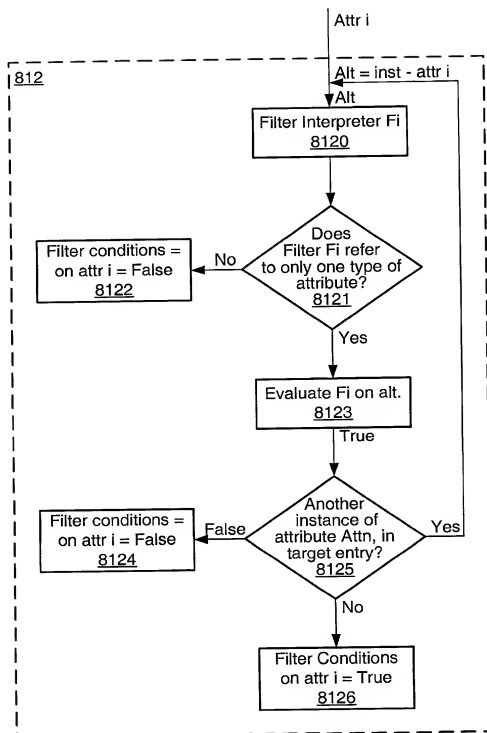 Attr i
812
Alt = inst - attr i
Alt
Filter Interpreter Fi
8120
Does
Filter Fi refer
to only one type of
attribute?
8121
No
Filter conditions =
on attr i = False
8122
Yes
Evaluate Fi on alt.
8123
True
Another
instance of
attribute Attn, in
target entry?
8125
False
Filter conditions =
on attr i = False
8124
Yes
No
Filter Conditions
on attr i = True
8126